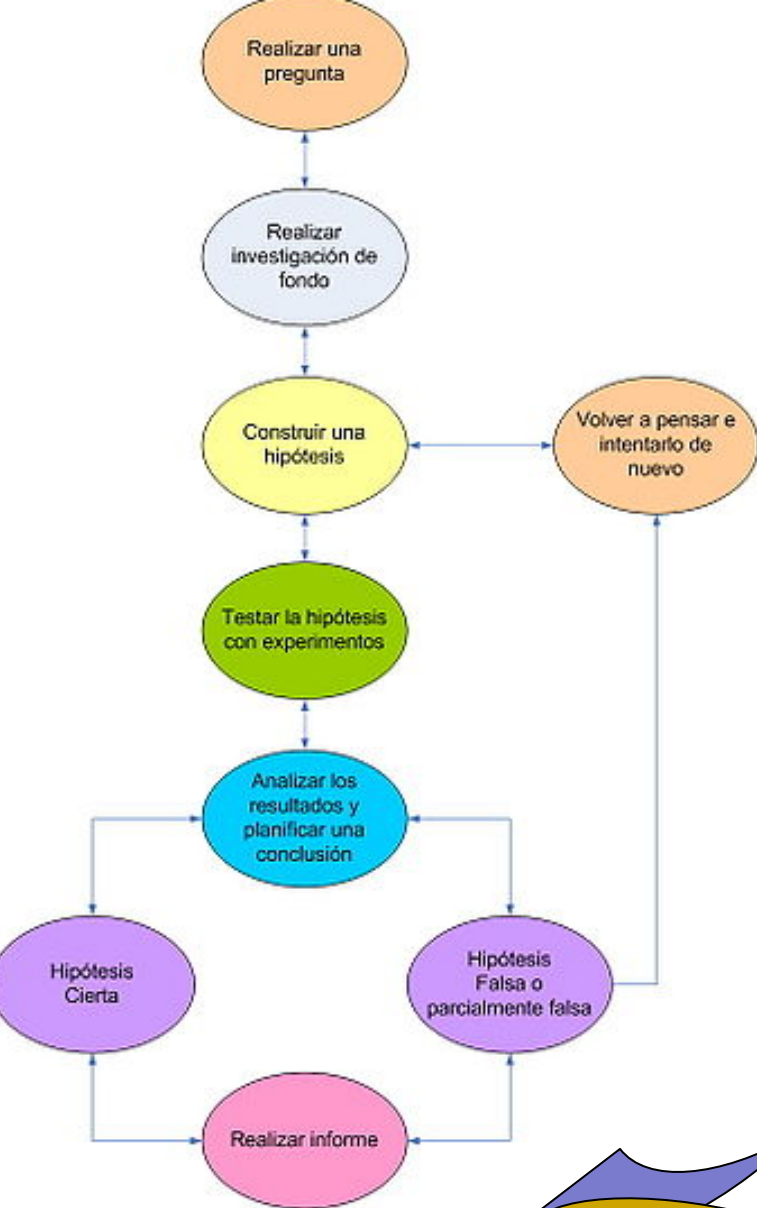 Realizar una
pregunta
Realizar
investigación de
fondo
Construir una
hipótesis
Volver a pensar e
intentarlo de
nuevo
Testar la hipótesis
con experimentos
Analizar los
resultados y
planificar una
conclusión
Hipótesis
Cierta
Hipótesis
Falsa o
parcialmente falsa
Realizar informe